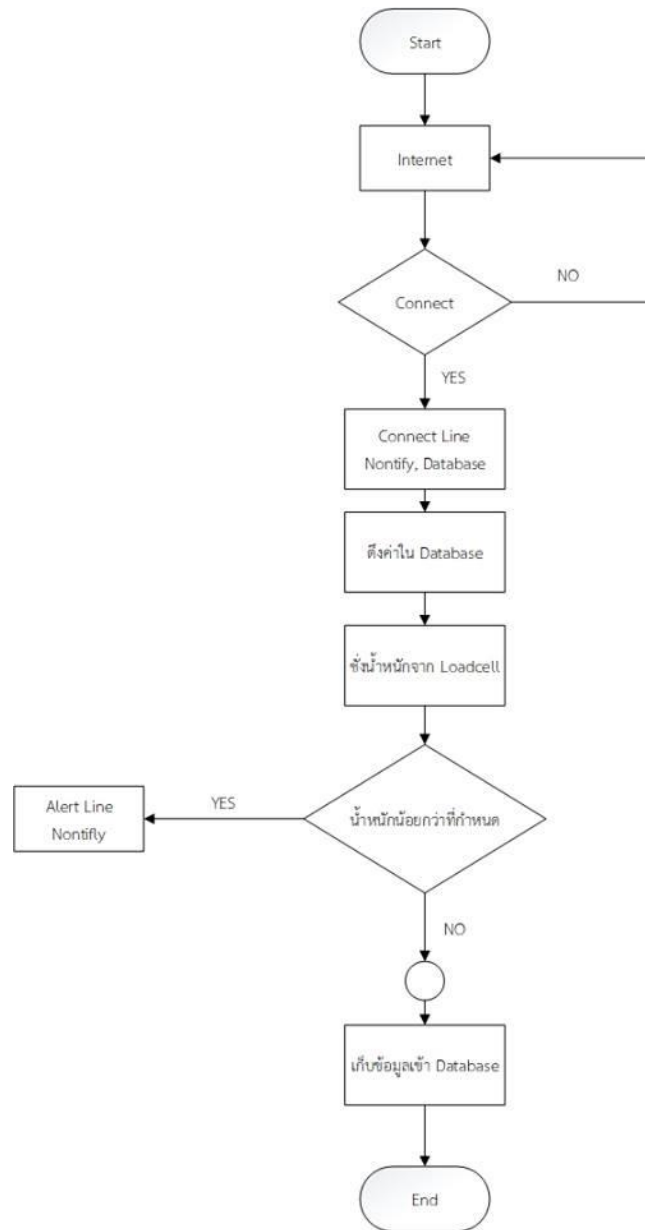 Start
Internet
Connect
NO
YES
Connect Line
Nontify, Database
ดึงค่าใน Database
ชั่งน้ำหนักจาก Loadcell
Alert Line
Nontifly
YES
น้ำหนักน้อยกว่าที่กำหนด
NO
เก็บข้อมูลเข้า Database
End